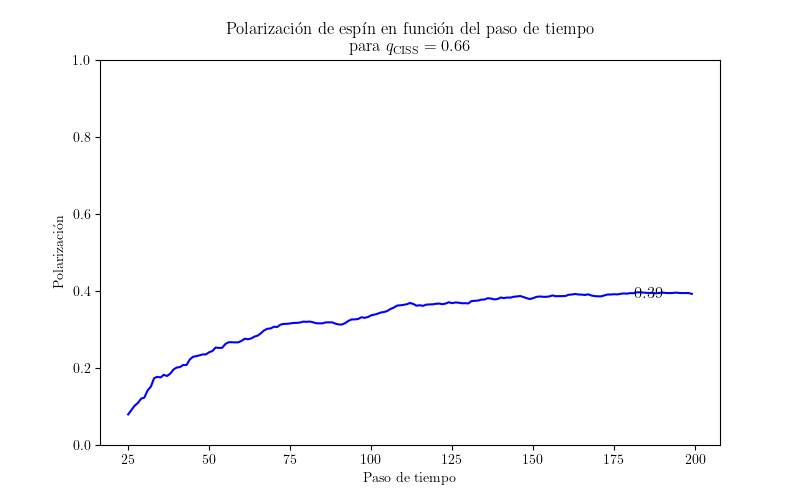 Polarización de espín en función del paso de tiempo
para q_CISS = 0.66
1.0
0.8
0.6
0.4
0.2
0.0
Polarización
0.39
25 50 75 100 125 150 175 200
Paso de tiempo